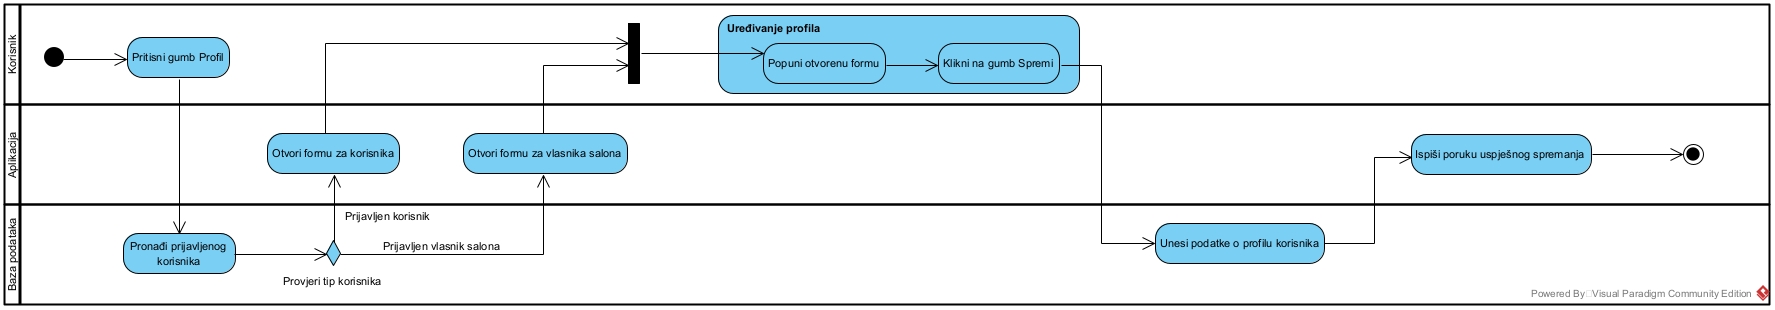 Korisnik
Pritisni gumb Profil
Uređivanje profila
Popuni otvorenu formu
Klikni na gumb Spremi
Aplikacija
Otvori formu za korisnika
Otvori formu za vlasnika salona
Ispiši poruku uspješnog spremanja
Baza podataka
Pronađi prijavljenog
korisnika
Prijavljen korisnik
Prijavljen vlasnik salona
Provjeri tip korisnika
Unesi podatke o profilu korisnika
Powered By Visual Paradigm Community Edition